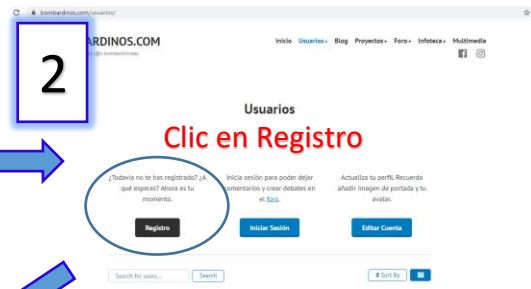 bombardinos.com/usuarios/
2
ARDINOS.COM
Inicio Usuarios Blog Proyectos Foro Infoteca Multimedia
Usuarios
Clic en Registro
¿Todavía no te has registrado? ¿A
qué esperas? Ahora es tu
momento.
Registro
Inicia sesión para poder dejar
comentarios y crear debates en
el foro.
Iniciar Sesión
Actualiza tu perfil. Recuerda
añadir imagen de portada y tu
avatar.
Editar Cuenta
Search for users...
Search
Sort By